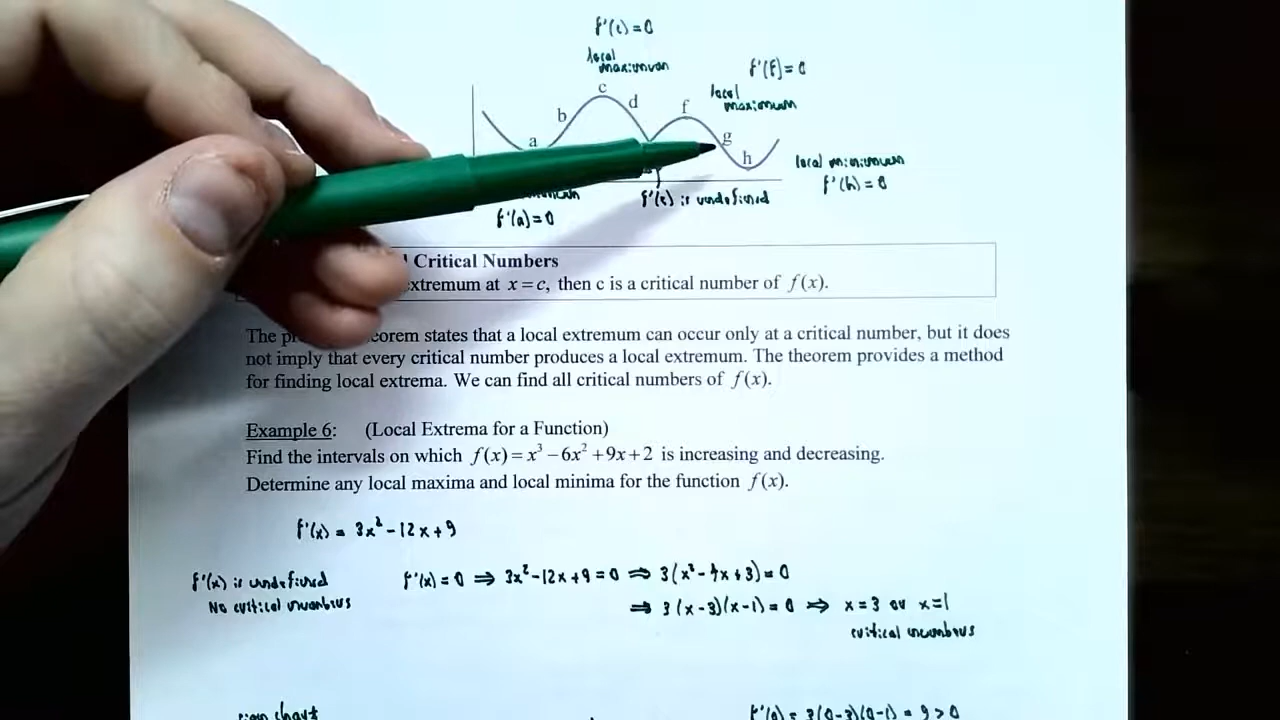 f'(c) = 0
local
maximum
f'(f) = 0
local
maximum
c
b
d
f
a
g
h
local minimum
f'(h) = 0
f'(e) is undefined
f'(a) = 0
Critical Numbers
extremum at x = c, then c is a critical number of f(x).
The theorem states that a local extremum can occur only at a critical number, but it does
not imply that every critical number produces a local extremum. The theorem provides a method
for finding local extrema. We can find all critical numbers of f(x).
Example 6: (Local Extrema for a Function)
Find the intervals on which f(x) = x³ − 6x² + 9x + 2 is increasing and decreasing.
Determine any local maxima and local minima for the function f(x).
f'(x) = 3x² − 12x + 9
f'(x) is undefined
No critical numbers
f'(x) = 0 ⇒ 3x² − 12x + 9 = 0 ⇒ 3(x² − 4x + 3) = 0
⇒ 3(x − 3)(x − 1) = 0 ⇒ x = 3 or x = 1
critical numbers
sign chart
f'(0) = 3(0−3)(0−1) = 9 > 0